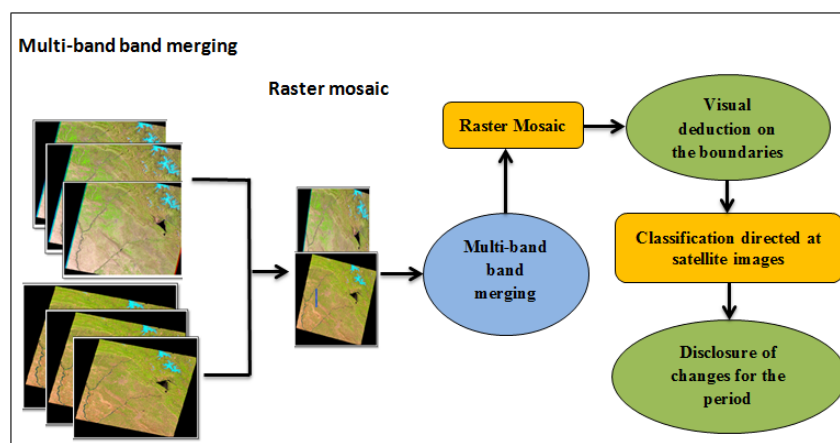 Multi-band band merging
Raster mosaic
Multi-band
band
merging
Raster Mosaic
Visual
deduction on
the boundaries
Classification directed at
satellite images
Disclosure of
changes for the
period